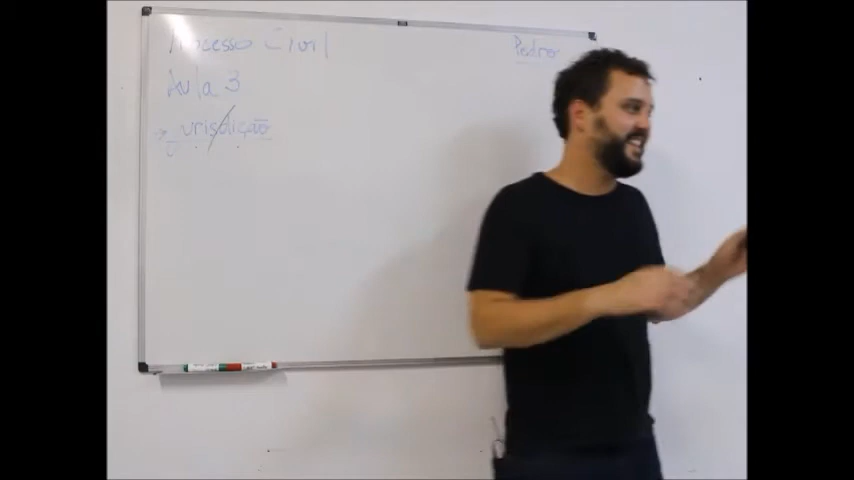 Processo Civil
Pedro
Aula 3
→ Jurisdição